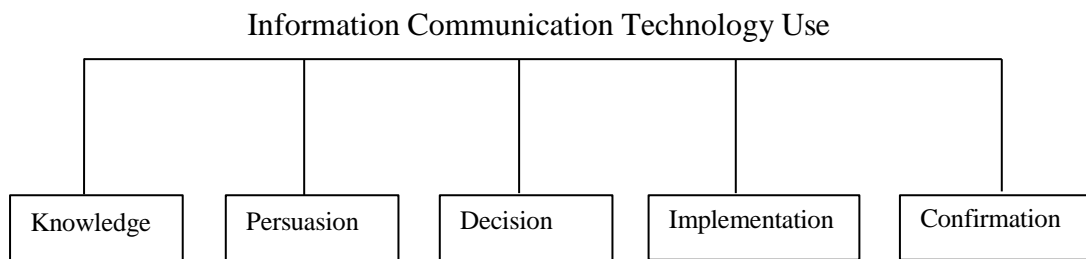 Information Communication Technology Use
Knowledge
Persuasion
Decision
Implementation
Confirmation